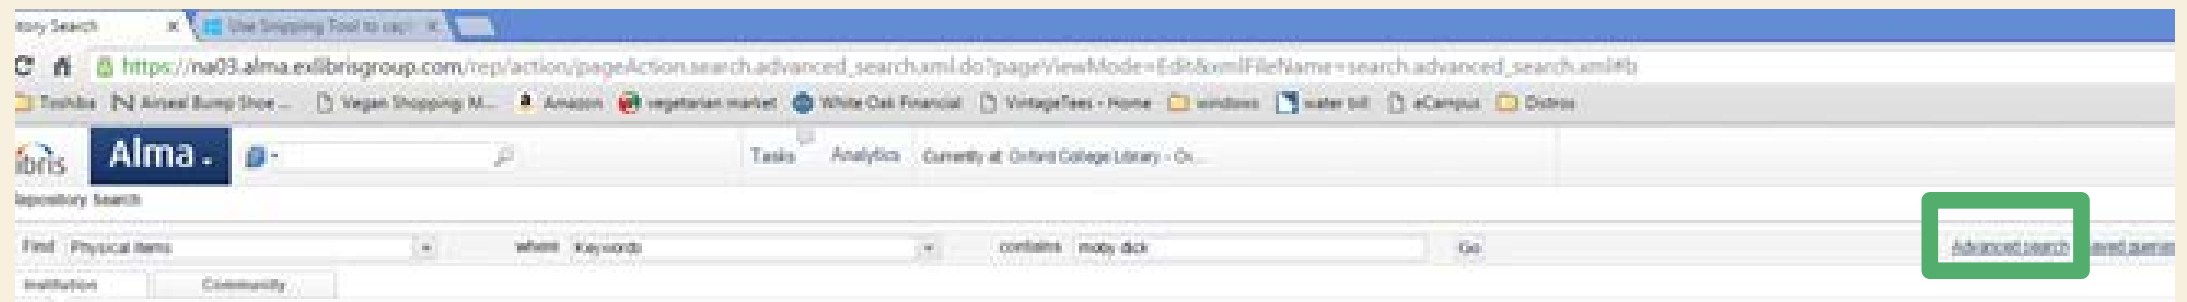 tory Search Use Snipping Tool to capt
https://na03.alma.exlibrisgroup.com/rep/action/pageAction.search.advanced_search.xml.do?pageViewMode=Edit&xmlFileName=search.advanced_search.xml#b
Toshiba Airseal Bump Shoe ... Vegan Shopping M... Amazon vegetarian market White Oak Financial VintageTees - Home windows water bill eCampus Distros
ibris Alma Tasks Analytics Currently at: Oxford College Library - Ox...
Repository Search
Find Physical items where Keywords contains moby dick Go Advanced search aved queries
Institution Community